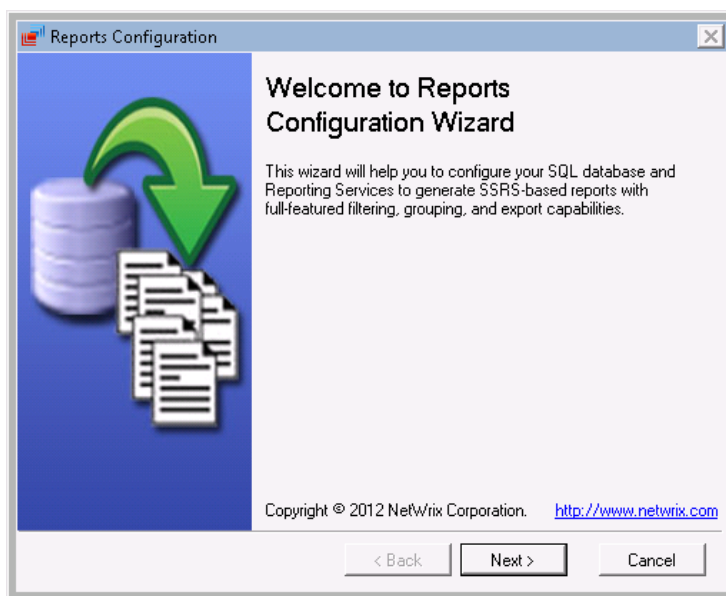 Reports Configuration
Welcome to Reports
Configuration Wizard
This wizard will help you to configure your SQL database and
Reporting Services to generate SSRS-based reports with
full-featured filtering, grouping, and export capabilities.
Copyright © 2012 NetWrix Corporation. http://www.netwrix.com
< Back Next > Cancel